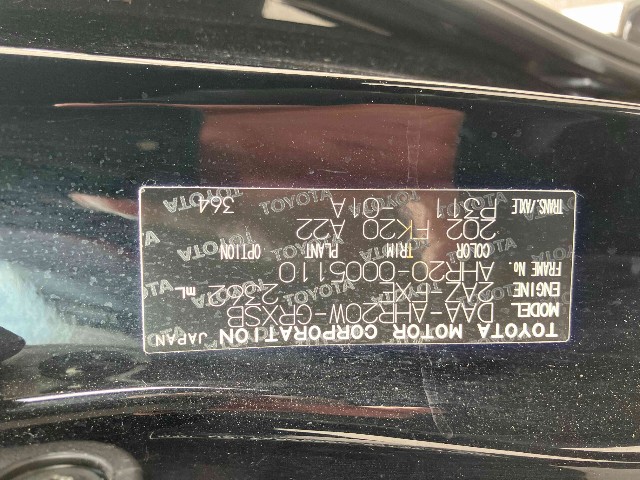 TOYOTA MOTOR CORPORATION JAPAN
MODEL DAA-AHR20W-GRXSB
ENGINE 2AZ-FXE 2362 mL
FRAME No. AHR20-0005110
COLOR TRIM PLANT OPTION
202 FK20 A22
TRANS./AXLE P311 -01A 364